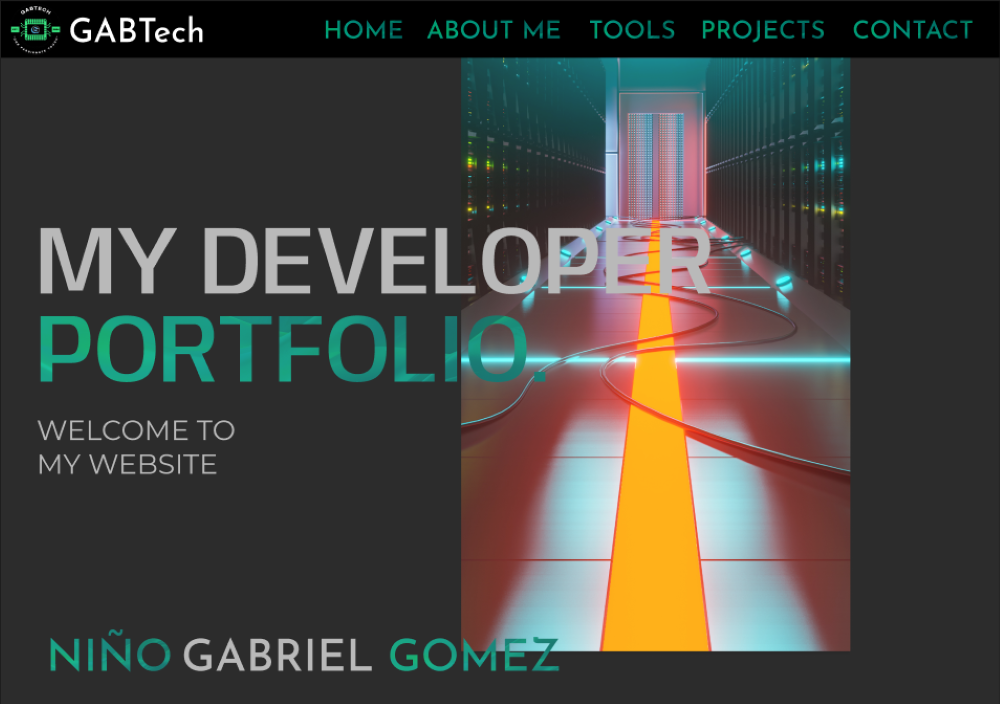 GABTECH
GABTech
HOME ABOUT ME TOOLS PROJECTS CONTACT
MY DEVELOPER
PORTFOLIO.
WELCOME TO
MY WEBSITE
NIÑO GABRIEL GOMEZ